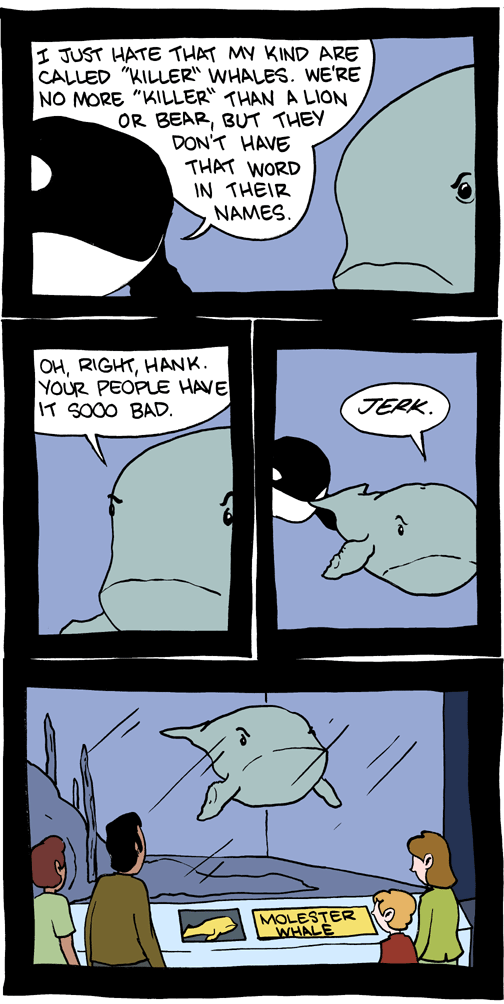 I JUST HATE THAT MY KIND ARE
CALLED "KILLER" WHALES. WE'RE
NO MORE "KILLER" THAN A LION
OR BEAR, BUT THEY
DON'T HAVE
THAT WORD
IN THEIR
NAMES.
OH, RIGHT, HANK.
YOUR PEOPLE HAVE
IT SOOO BAD.
JERK.
MOLESTER
WHALE